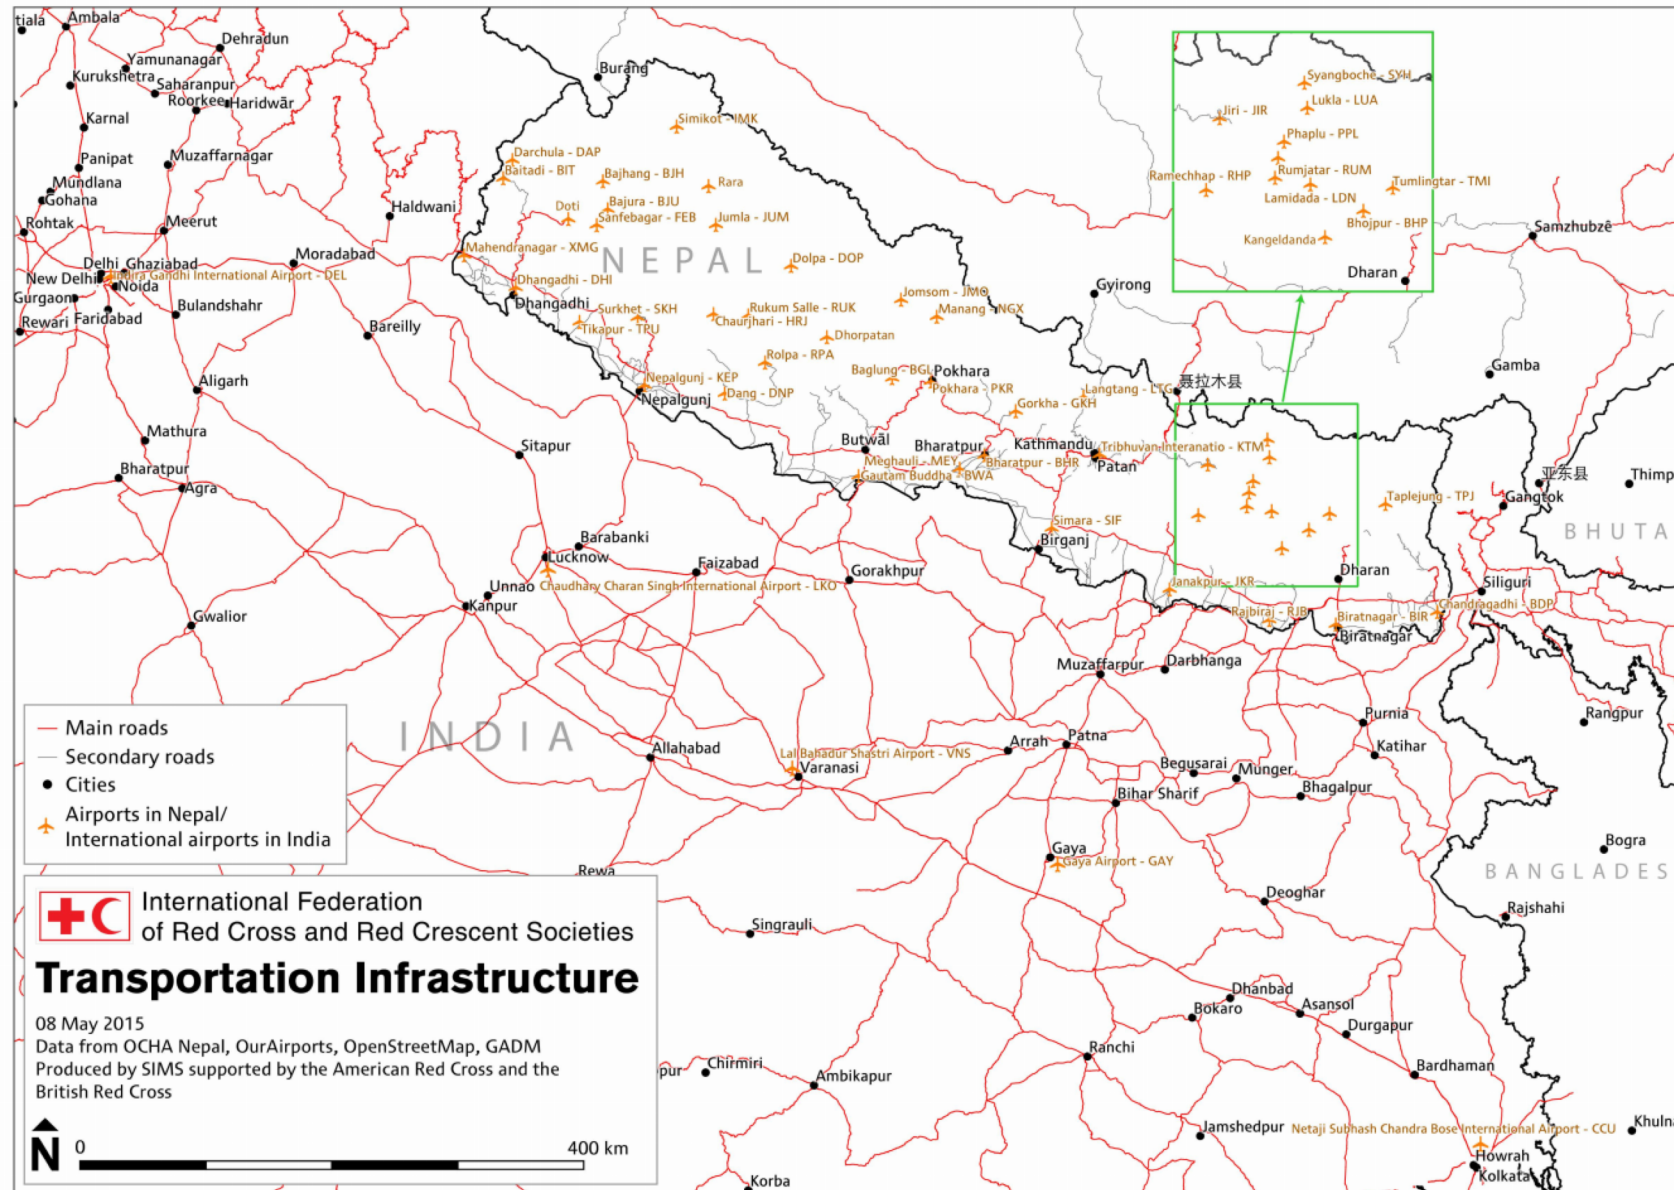 tiala
Ambala
Dehradun
Yamunanagar
Kurukshetra
Saharanpur
Roorkee
Haridwār
Karnal
Panipat
Muzaffarnagar
Mundlana
Gohana
Rohtak
Meerut
Haldwani
Delhi
Ghaziabad
Moradabad
New Delhi
Indira Gandhi International Airport - DEL
Noida
Gurgaon
Faridabad
Bulandshahr
Rewari
Bareilly
Aligarh
Mathura
Bharatpur
Agra
Sitapur
Barabanki
Lucknow
Chaudhary Charan Singh International Airport - LKO
Unnao
Kanpur
Faizabad
Gorakhpur
Gwalior
INDIA
Allahabad
Lal Bahadur Shastri Airport - VNS
Varanasi
Rewa
Singrauli
Chirmiri
pur
Ambikapur
Korba
Burang
Simikot - IMK
Darchula - DAP
Baitadi - BIT
Bajhang - BJH
Rara
Bajura - BJU
Doti
Sanfebagar - FEB
Jumla - JUM
Mahendranagar - XMG
NEPAL
Dolpa - DOP
Dhangadhi - DHI
Dhangadhi
Surkhet - SKH
Tikapur - TPU
Rukum Salle - RUK
Chaurjhari - HRJ
Jomsom - JMO
Manang - NGX
Dhorpatan
Rolpa - RPA
Nepalgunj - KEP
Nepalgunj
Dang - DNP
Baglung - BGL
Pokhara
Pokhara - PKR
Gorkha - GKH
Langtang - LTG
Butwāl
Bharatpur
Kathmandu
Tribhuvan Interanatio - KTM
Patan
Meghauli - MEY
Bharatpur - BHR
Gautam Buddha - BWA
Simara - SIF
Birganj
Taplejung - TPJ
Dharan
Janakpur - JKR
Rajbiraj - RJB
Biratnagar - BIR
Biratnagar
Chandragadhi - BDP
Syangboche - SYH
Lukla - LUA
Jiri - JIR
Phaplu - PPL
Ramechhap - RHP
Rumjatar - RUM
Tumlingtar - TMI
Lamidada - LDN
Bhojpur - BHP
Kangeldanda
Dharan
Samzhubzê
Gyirong
Gamba
聂拉木县
亚东县
Thimp
Gangtok
BHUTA
Siliguri
Muzaffarpur
Darbhanga
Purnia
Katihar
Rangpur
Arrah
Patna
Begusarai
Munger
Bhagalpur
Bihar Sharif
Gaya
Gaya Airport - GAY
Bogra
BANGLADES
Deoghar
Rajshahi
Dhanbad
Bokaro
Asansol
Durgapur
Ranchi
Bardhaman
Jamshedpur
Netaji Subhash Chandra Bose International Airport - CCU
Khuln
Howrah
Kolkata
Main roads
Secondary roads
Cities
Airports in Nepal/
International airports in India
International Federation
of Red Cross and Red Crescent Societies
Transportation Infrastructure
08 May 2015
Data from OCHA Nepal, OurAirports, OpenStreetMap, GADM
Produced by SIMS supported by the American Red Cross and the
British Red Cross
N
0
400 km